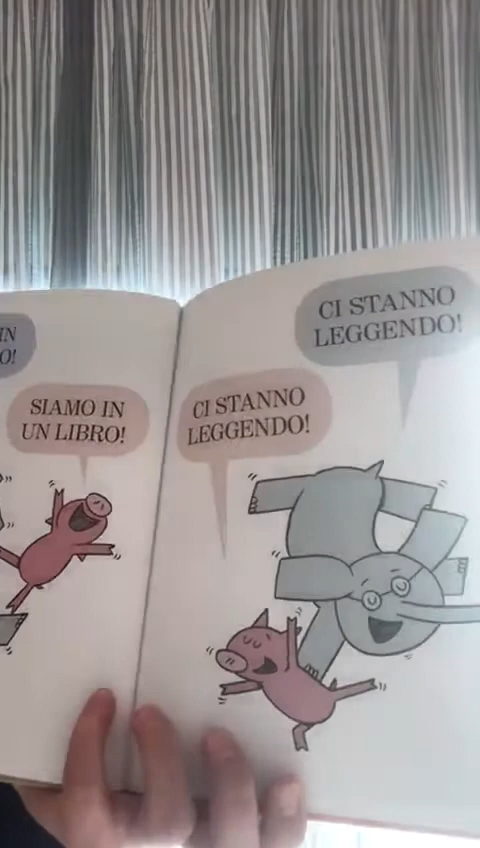 IN
O!
SIAMO IN
UN LIBRO!
CI STANNO
LEGGENDO!
CI STANNO
LEGGENDO!